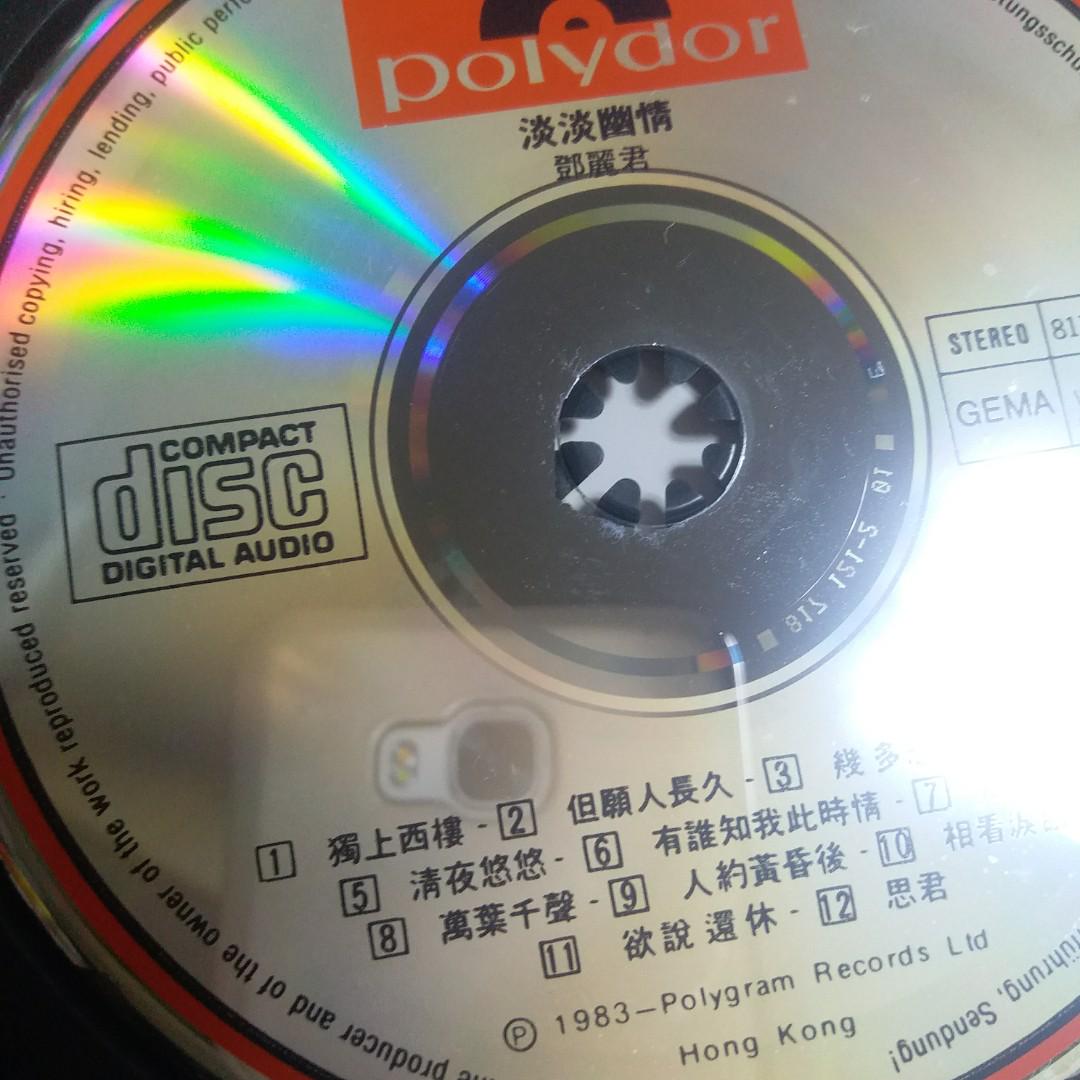 polydor
淡淡幽情
鄧麗君
COMPACT
disc
DIGITAL AUDIO
STEREO 81
GEMA
817 151-2 01
1 獨上西樓 - 2 但願人長久 - 3 幾多
5 清夜悠悠 - 6 有誰知我此時情 - 7
8 萬葉千聲 - 9 人約黃昏後 - 10 相看淚
11 欲說還休 - 12 思君
Ⓟ 1983—Polygram Records Ltd
Hong Kong
producer and of the owner of the work reproduced reserved · Unauthorised copying, hiring, lending, public
Sendung!